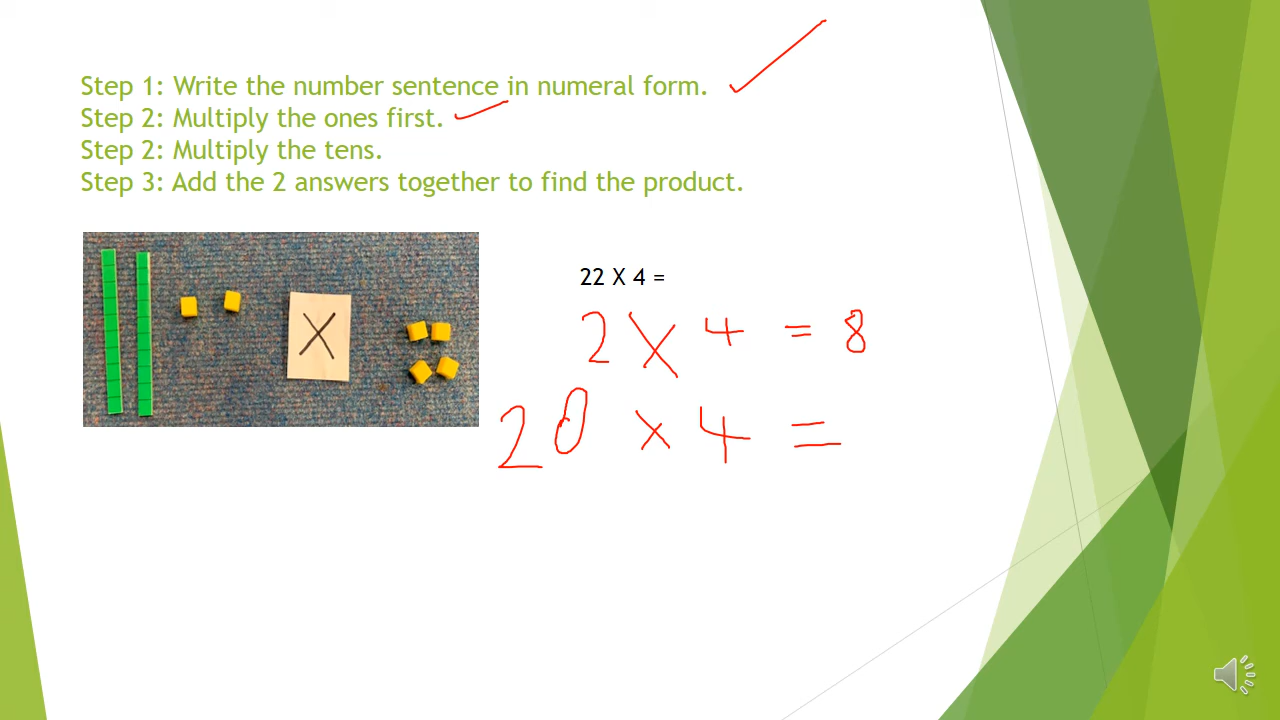 Step 1: Write the number sentence in numeral form.
Step 2: Multiply the ones first.
Step 2: Multiply the tens.
Step 3: Add the 2 answers together to find the product.
X
22 X 4 =
2 X 4 = 8
20 x 4 =